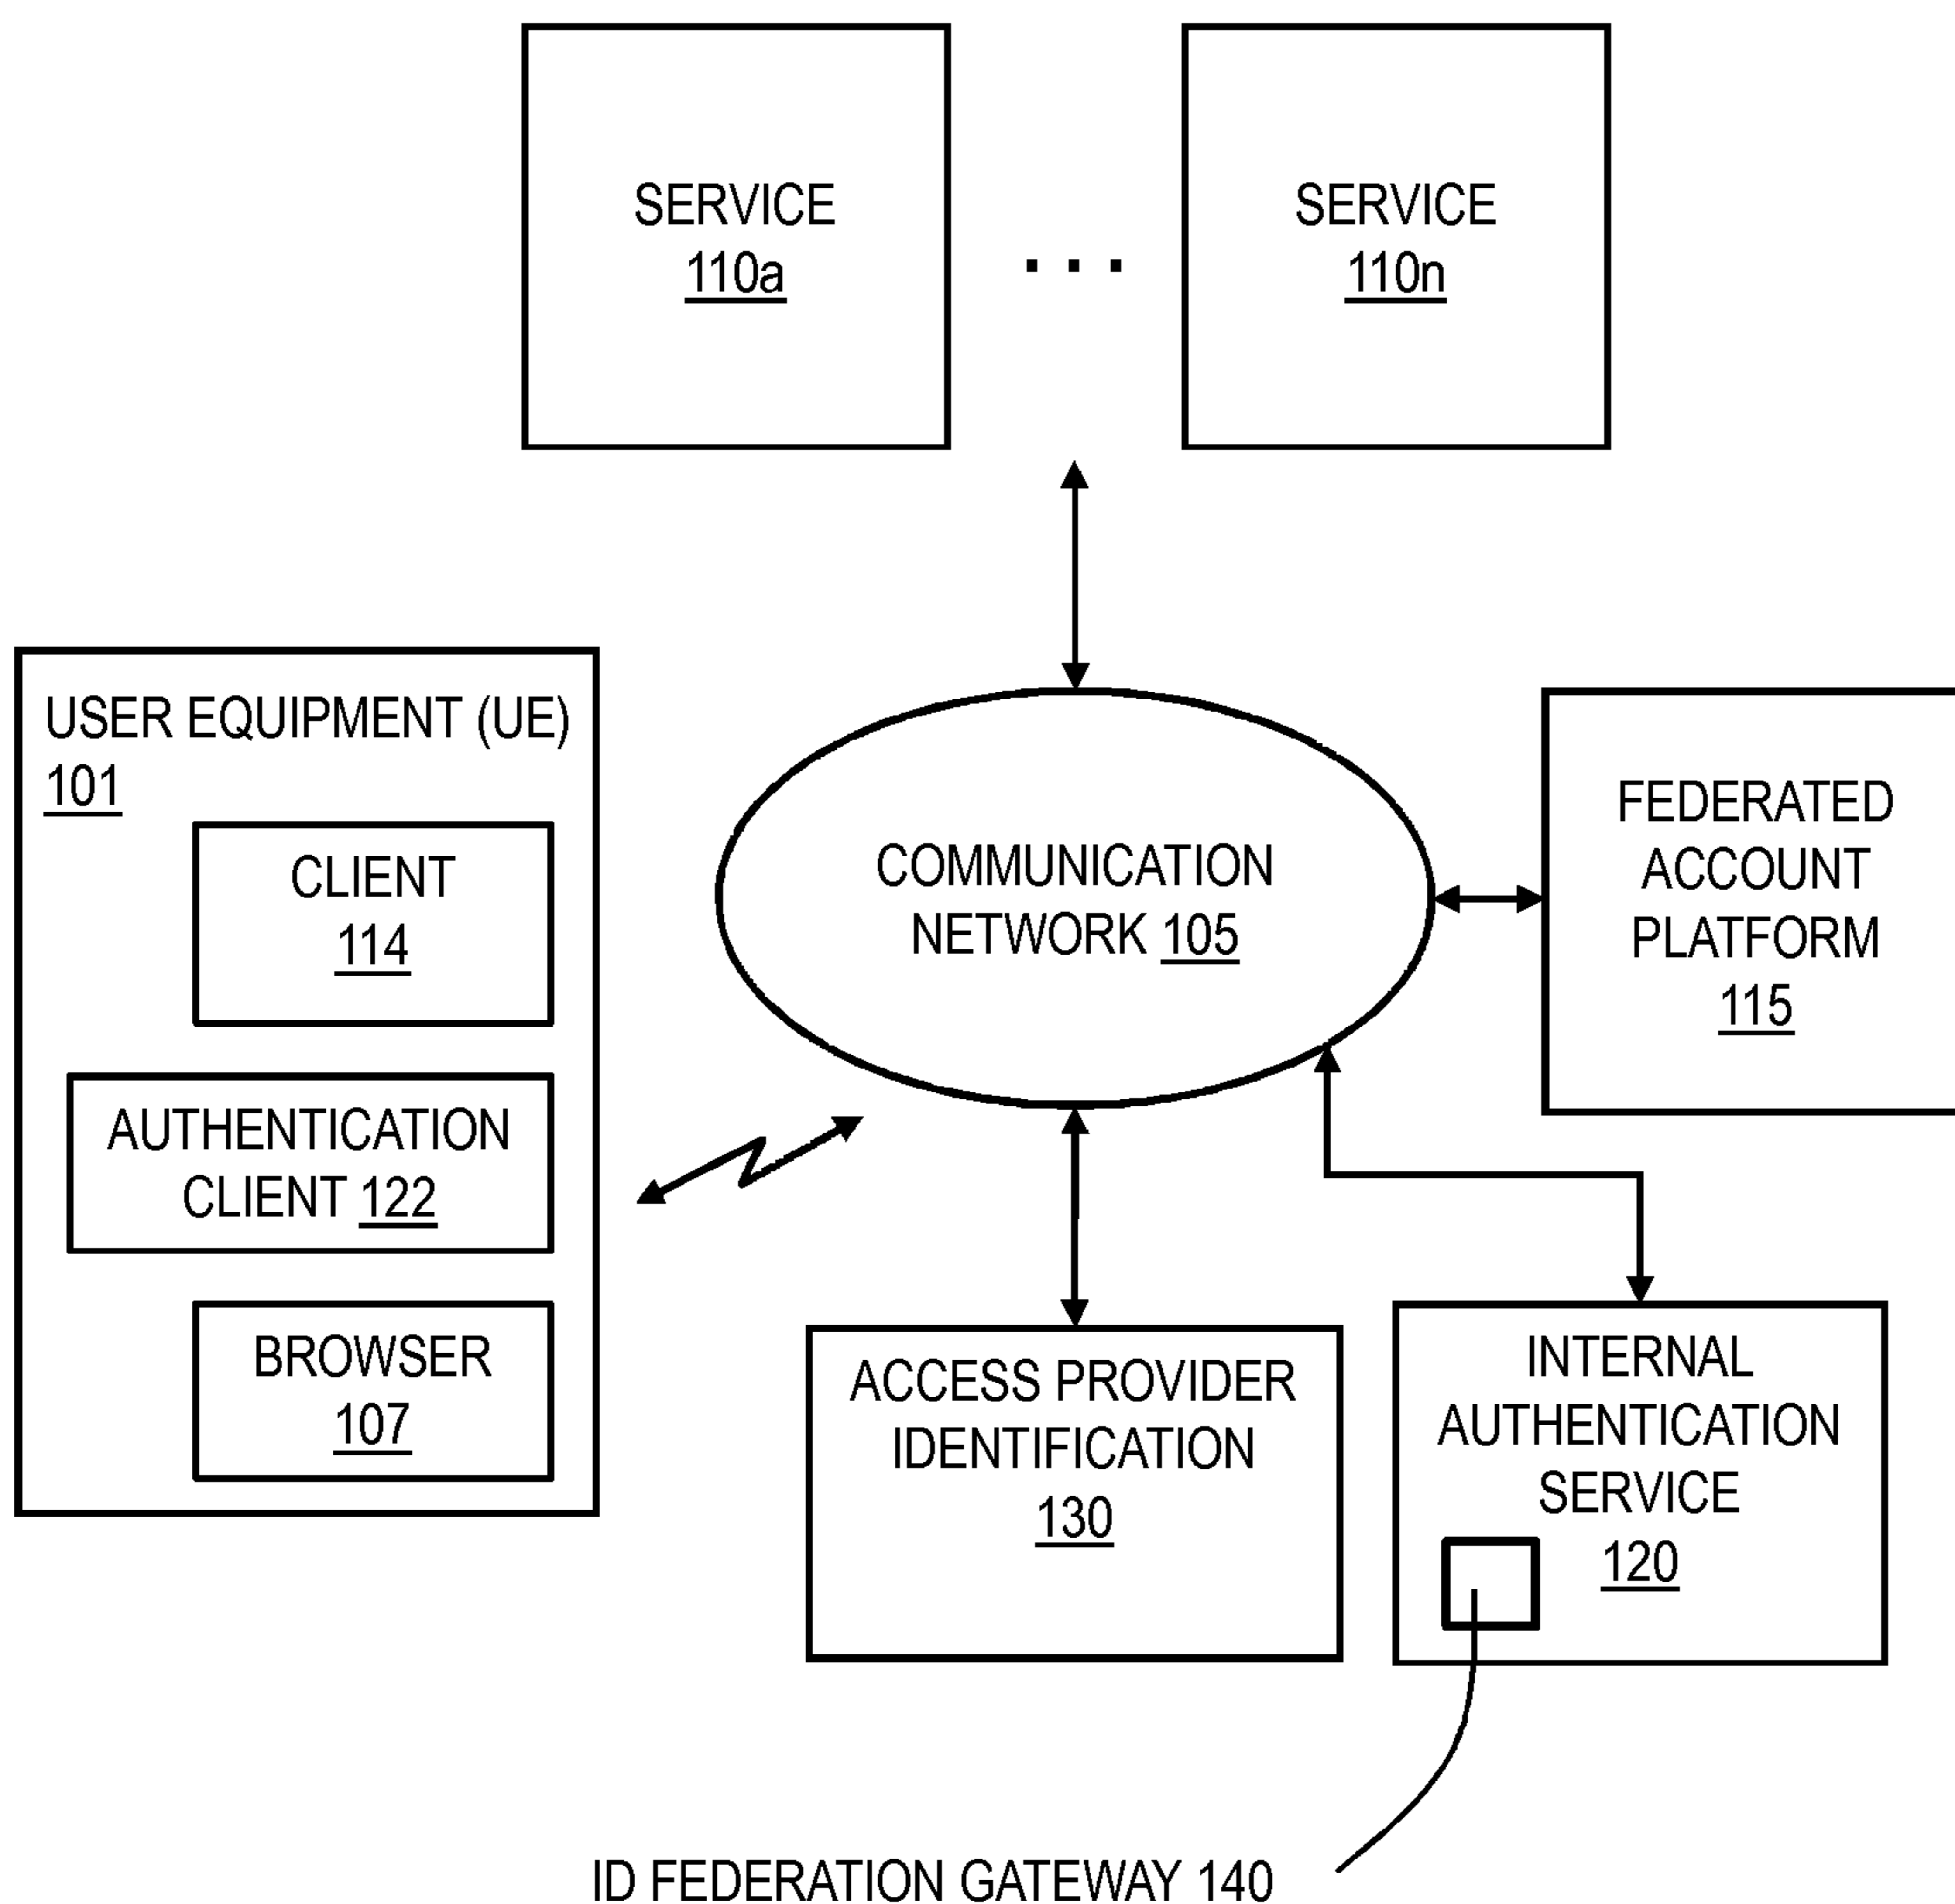 SERVICE
110a
. . .
SERVICE
110n
USER EQUIPMENT (UE)
101
CLIENT
114
AUTHENTICATION
CLIENT 122
BROWSER
107
COMMUNICATION
NETWORK 105
FEDERATED
ACCOUNT
PLATFORM
115
ACCESS PROVIDER
IDENTIFICATION
130
INTERNAL
AUTHENTICATION
SERVICE
120
ID FEDERATION GATEWAY 140